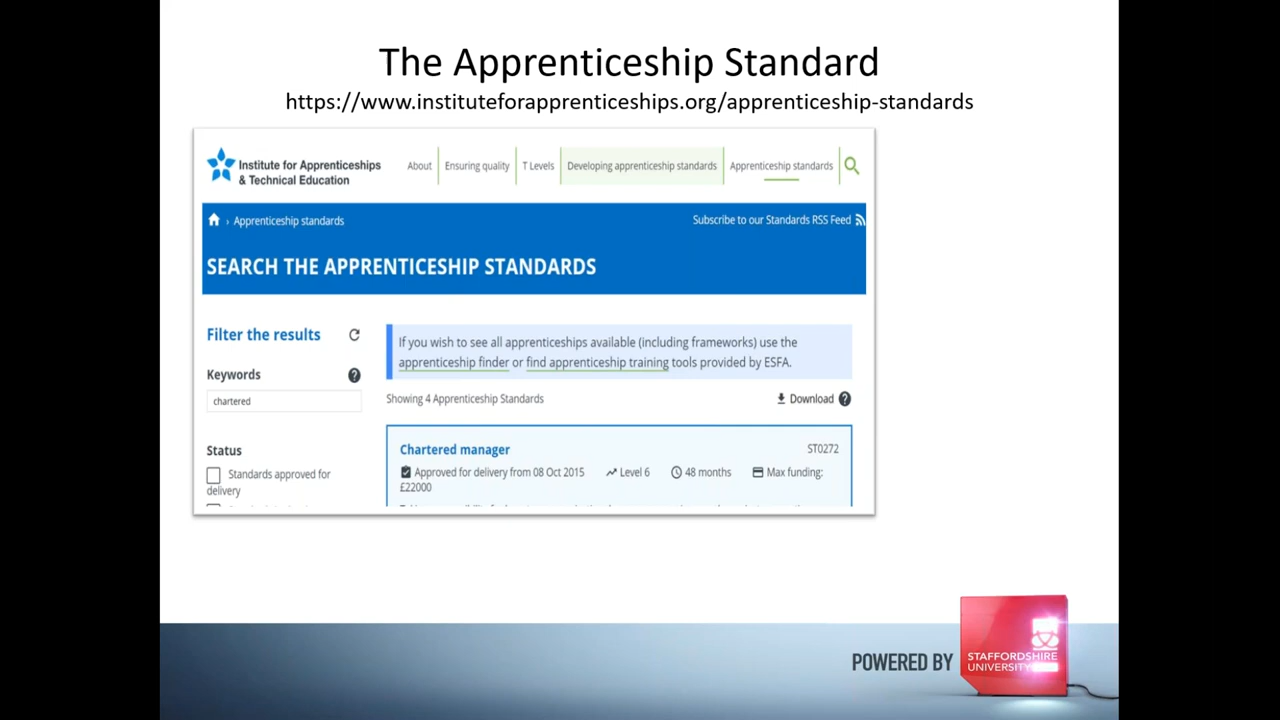 The Apprenticeship Standard
https://www.instituteforapprenticeships.org/apprenticeship-standards
Institute for Apprenticeships
& Technical Education
About
Ensuring quality
T Levels
Developing apprenticeship standards
Apprenticeship standards
› Apprenticeship standards
Subscribe to our Standards RSS Feed
SEARCH THE APPRENTICESHIP STANDARDS
Filter the results
Keywords
chartered
Status
Standards approved for
delivery
If you wish to see all apprenticeships available (including frameworks) use the
apprenticeship finder or find apprenticeship training tools provided by ESFA.
Showing 4 Apprenticeship Standards
Download
Chartered manager
ST0272
Approved for delivery from 08 Oct 2015
Level 6
48 months
Max funding:
£22000
POWERED BY
STAFFORDSHIRE
UNIVERSITY